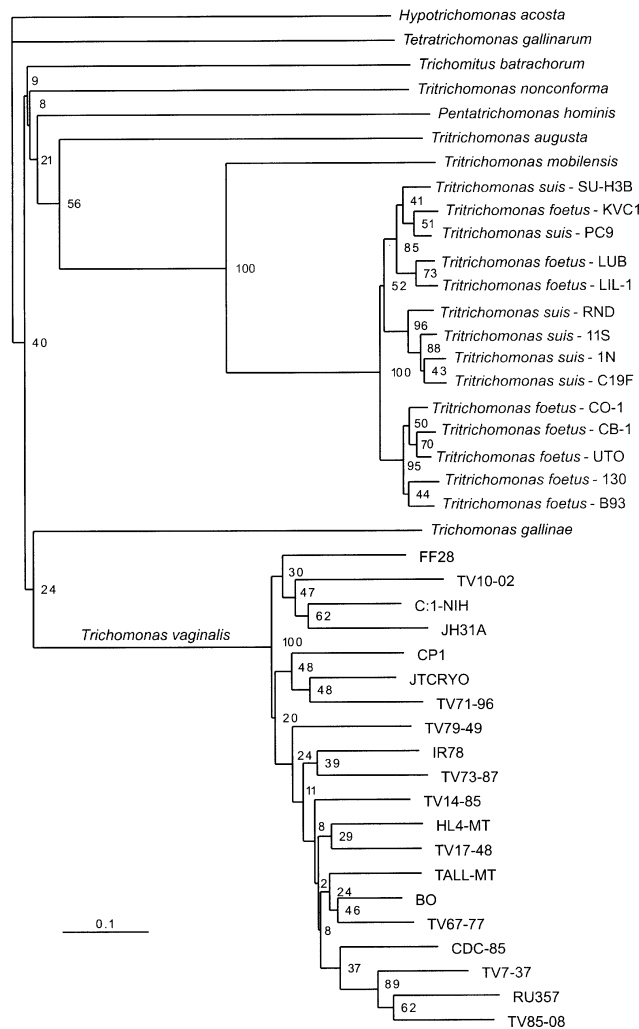 Hypotrichomonas acosta
Tetratrichomonas gallinarum
Trichomitus batrachorum
9
Tritrichomonas nonconforma
8
Pentatrichomonas hominis
Tritrichomonas augusta
21
Tritrichomonas mobilensis
Tritrichomonas suis - SU-H3B
41
56
Tritrichomonas foetus - KVC1
51
Tritrichomonas suis - PC9
85
Tritrichomonas foetus - LUB
100
73
52
Tritrichomonas foetus - LIL-1
Tritrichomonas suis - RND
96
Tritrichomonas suis - 11S
40
88
Tritrichomonas suis - 1N
100
43
Tritrichomonas suis - C19F
Tritrichomonas foetus - CO-1
50
Tritrichomonas foetus - CB-1
70
Tritrichomonas foetus - UTO
95
Tritrichomonas foetus - 130
44
Tritrichomonas foetus - B93
Trichomonas gallinae
FF28
30
TV10-02
24
47
C:1-NIH
62
JH31A
Trichomonas vaginalis
100
CP1
48
JTCRYO
48
TV71-96
20
TV79-49
IR78
24
39
TV73-87
11
TV14-85
8
HL4-MT
29
TV17-48
TALL-MT
2
24
BO
46
TV67-77
0.1
8
CDC-85
37
TV7-37
89
RU357
62
TV85-08